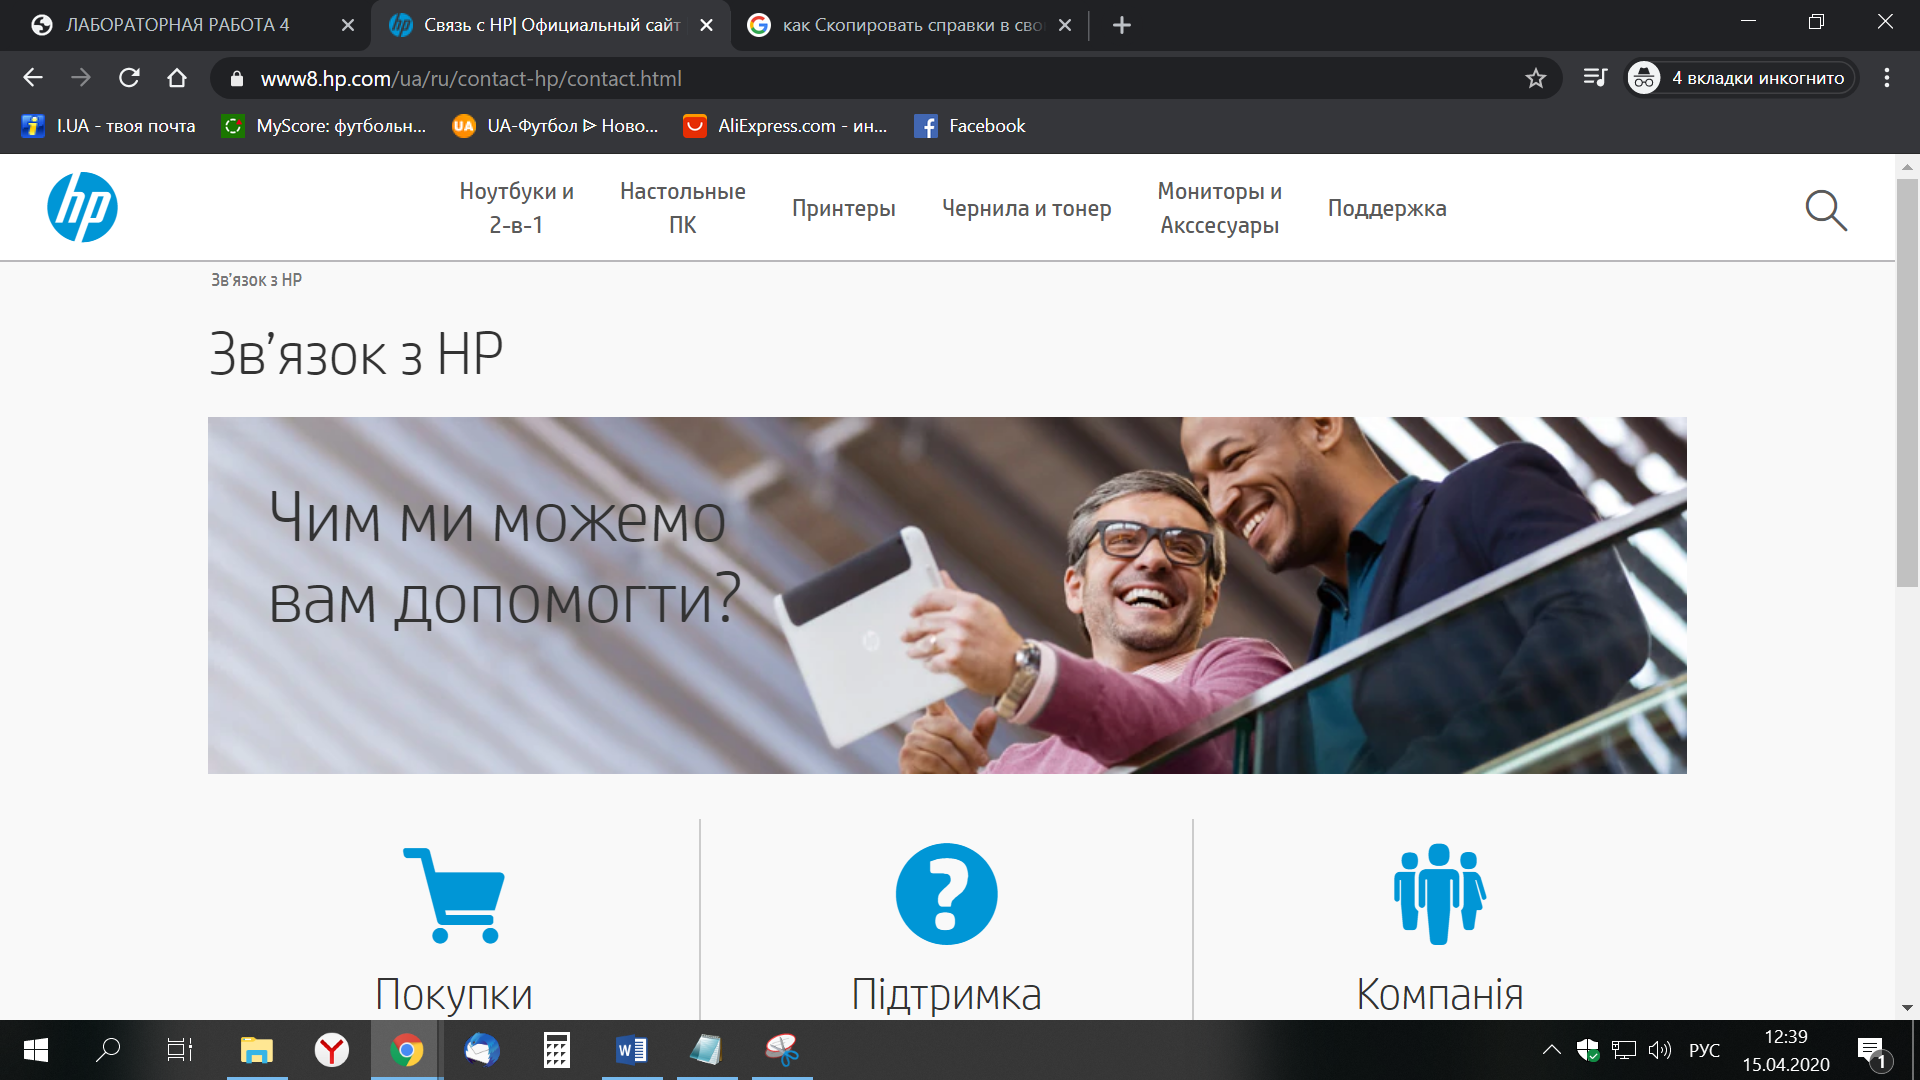 ЛАБОРАТОРНАЯ РАБОТА 4
Связь с HP| Официальный сайт
как Скопировать справки в сво
www8.hp.com/ua/ru/contact-hp/contact.html
4 вкладки инкогнито
I.UA - твоя почта
MyScore: футбольн...
UA-Футбол ᐉ Ново...
AliExpress.com - ин...
Facebook
hp
Ноутбуки и
2-в-1
Настольные
ПК
Принтеры
Чернила и тонер
Мониторы и
Акссесуары
Поддержка
Зв’язок з HP
Зв’язок з HP
Чим ми можемо
вам допомогти?
Покупки
Підтримка
Компанія
РУС
12:39
15.04.2020
1